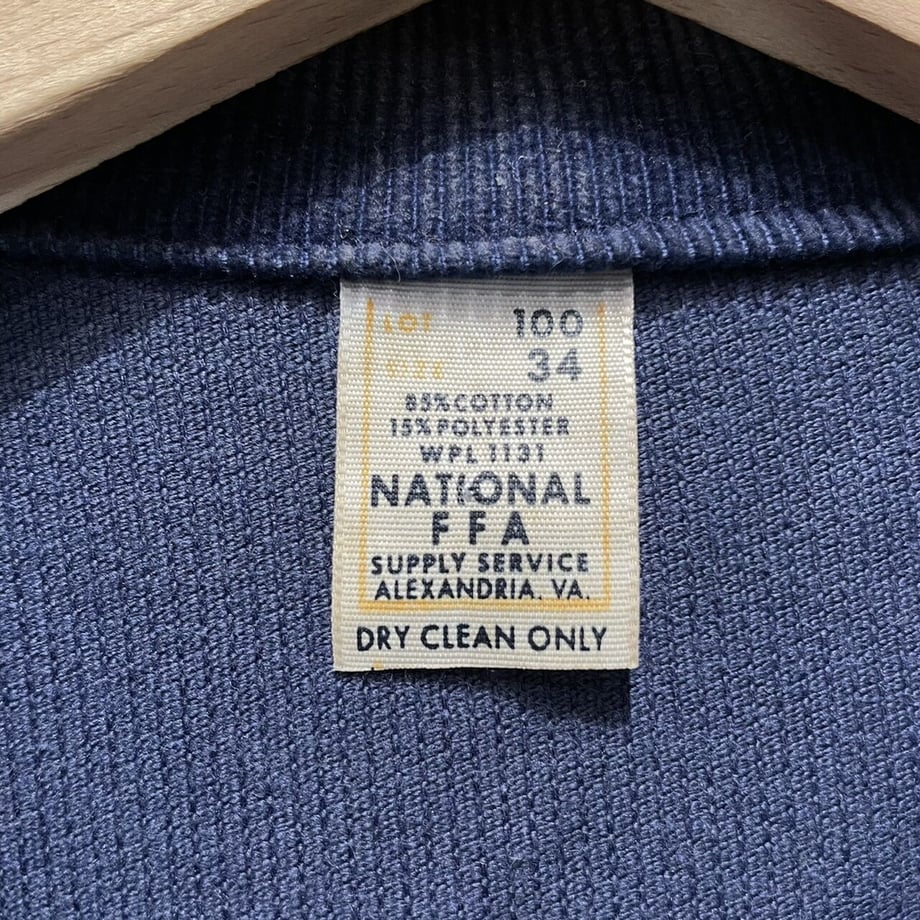 LOT 100
SIZE 34
85% COTTON
15% POLYESTER
WPL 1131
NATIONAL
FFA
SUPPLY SERVICE
ALEXANDRIA. VA.
DRY CLEAN ONLY